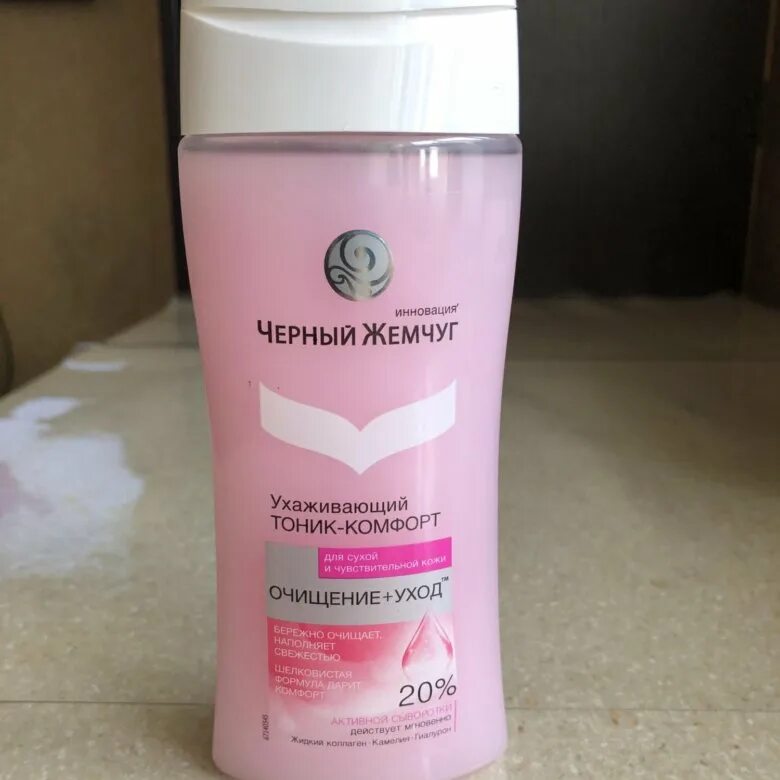 инновация
ЧЕРНЫЙ ЖЕМЧУГ
Ухаживающий
ТОНИК-КОМФОРТ
для сухой
и чувствительной кожи
ОЧИЩЕНИЕ+УХОД™
БЕРЕЖНО ОЧИЩАЕТ,
НАПОЛНЯЕТ
СВЕЖЕСТЬЮ
ШЕЛКОВИСТАЯ
ФОРМУЛА ДАРИТ
КОМФОРТ
20%
АКТИВНОЙ СЫВОРОТКИ
действует мгновенно
Жидкий коллаген·Камелия·Гиалурон